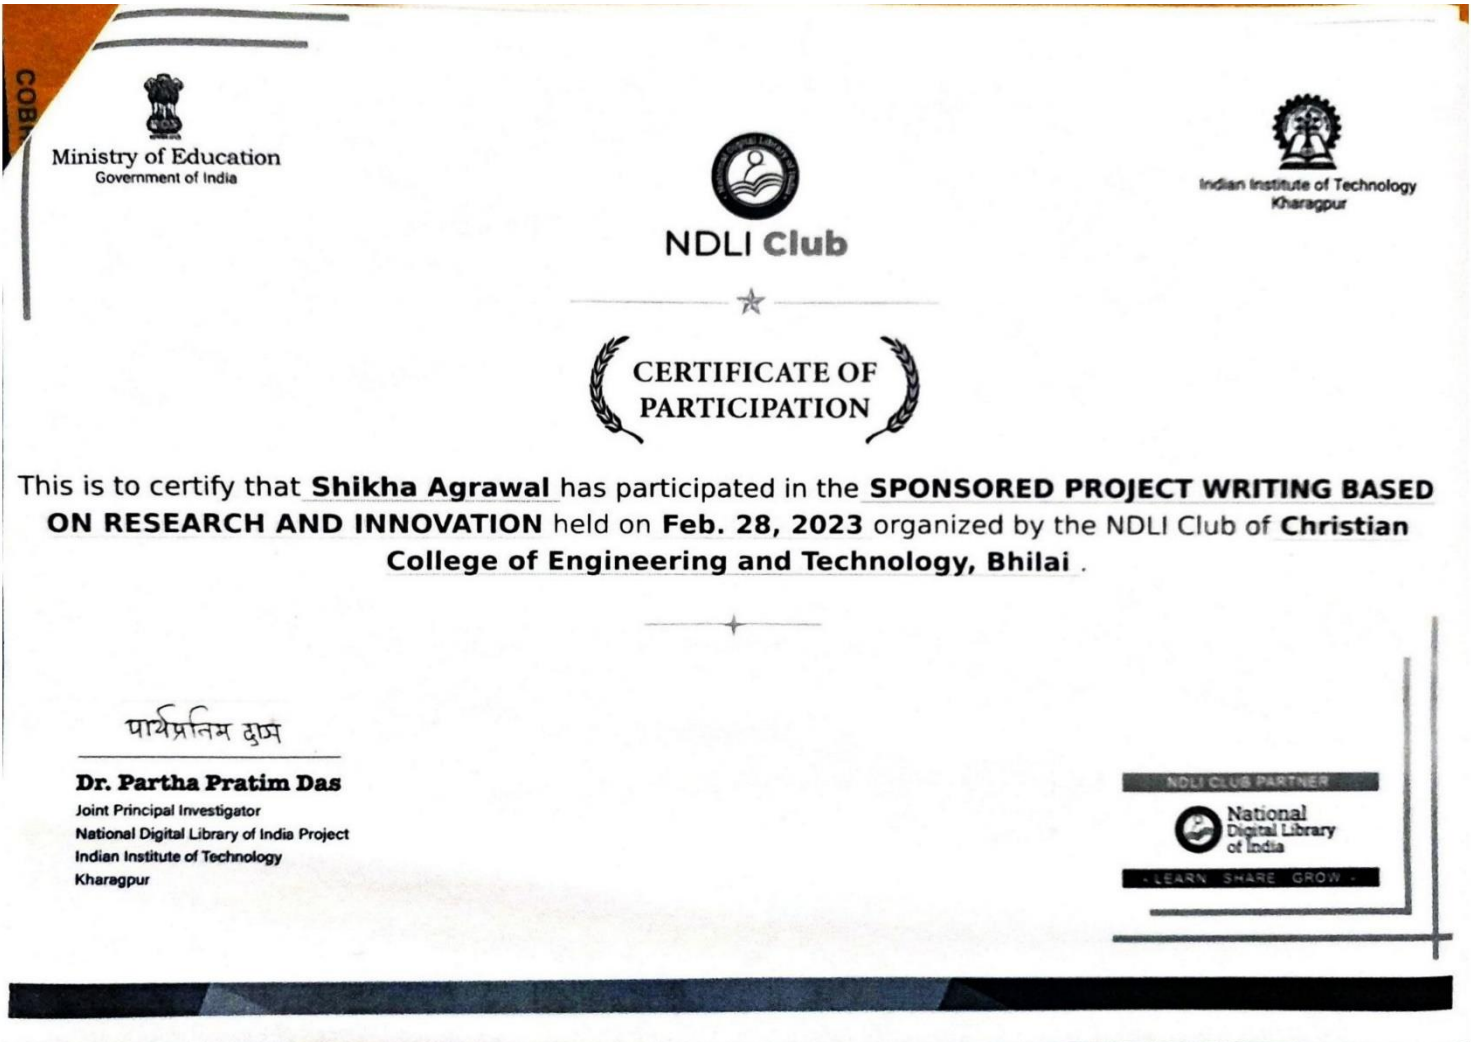 COB
Ministry of Education
Government of India
Indian Institute of Technology
Kharagpur
NDLI Club
CERTIFICATE OF
PARTICIPATION
This is to certify that Shikha Agrawal has participated in the SPONSORED PROJECT WRITING BASED
ON RESEARCH AND INNOVATION held on Feb. 28, 2023 organized by the NDLI Club of Christian
College of Engineering and Technology, Bhilai .
पार्थप्रतिम दास
Dr. Partha Pratim Das
Joint Principal Investigator
National Digital Library of India Project
Indian Institute of Technology
Kharagpur
NDLI CLUB PARTNER
National
Digital Library
of India
- LEARN SHARE GROW -